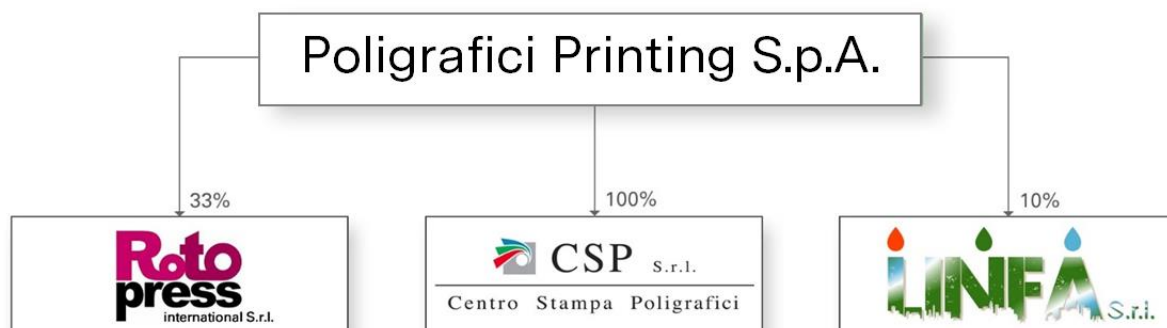 Poligrafici Printing S.p.A.
33%
100%
10%
Roto
press
international S.r.l.
CSP S.r.l.
Centro Stampa Poligrafici
LINFA S.r.l.